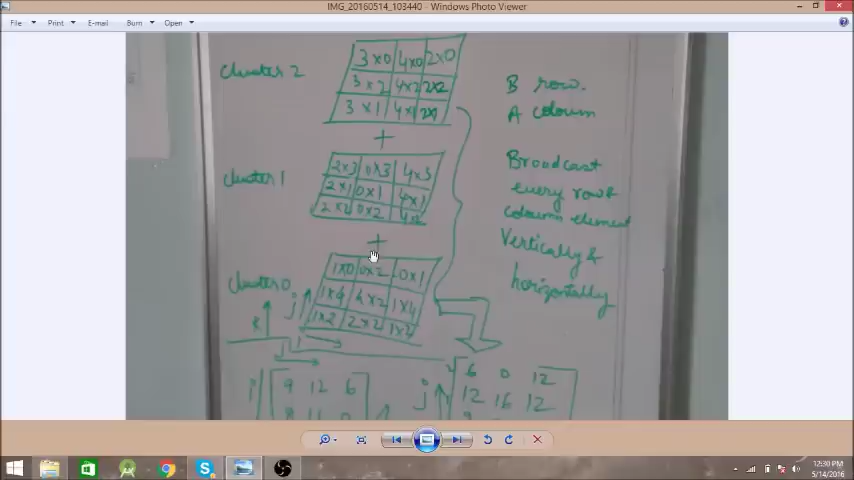 IMG_20160514_103440 - Windows Photo Viewer
File Print E-mail Burn Open
Cluster 2
3×0 4×0 2×0
3×2 4×2 2×2
3×1 4×1 2×1
+
Cluster 1
2×3 0×3 4×3
2×1 0×1 4×1
2×2 0×2 4×2
+
Cluster 0
1×0 0×2 0×1
1×4 4×2 1×4
1×2 2×2 1×2
K
j
i
B row.
A coloum
Broadcast
every row &
coloumn element
Vertically &
horizontally
i
9 12 6
j
6 0 12
12 16 12
12:30 PM
5/14/2016